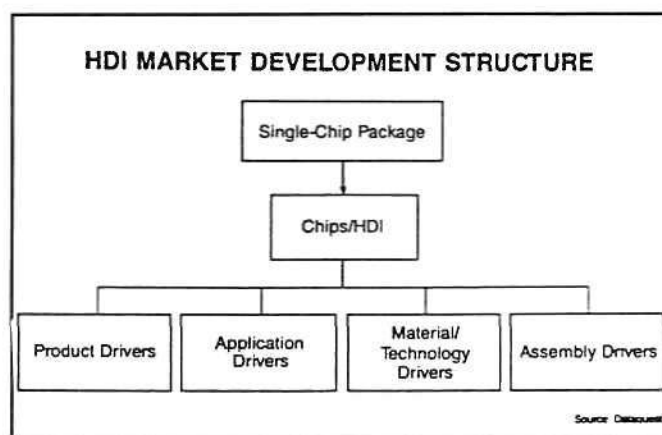 HDI MARKET DEVELOPMENT STRUCTURE
Single-Chip Package
Chips/HDI
Product Drivers
Application
Drivers
Material/
Technology
Drivers
Assembly Drivers
Source Dataquest